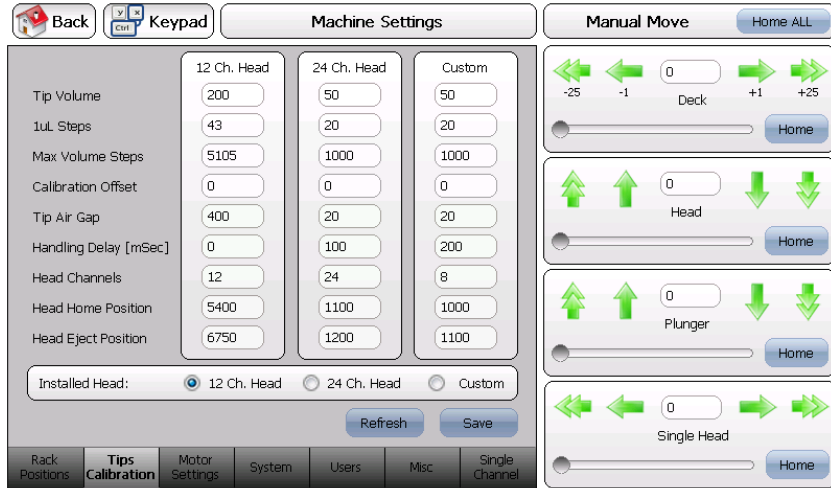 Back
Y X
Ctrl
Keypad
Machine Settings
Manual Move
Home ALL
12 Ch. Head 24 Ch. Head Custom
Tip Volume 200 50 50
1uL Steps 43 20 20
Max Volume Steps 5105 1000 1000
Calibration Offset 0 0 0
Tip Air Gap 400 20 20
Handling Delay [mSec] 0 100 200
Head Channels 12 24 8
Head Home Position 5400 1100 1000
Head Eject Position 6750 1200 1100
Installed Head: 12 Ch. Head 24 Ch. Head Custom
Refresh Save
Rack Positions
Tips Calibration
Motor Settings
System
Users
Misc
Single Channel
0
-25 -1 Deck +1 +25
Home
0
Head
Home
0
Plunger
Home
0
Single Head
Home